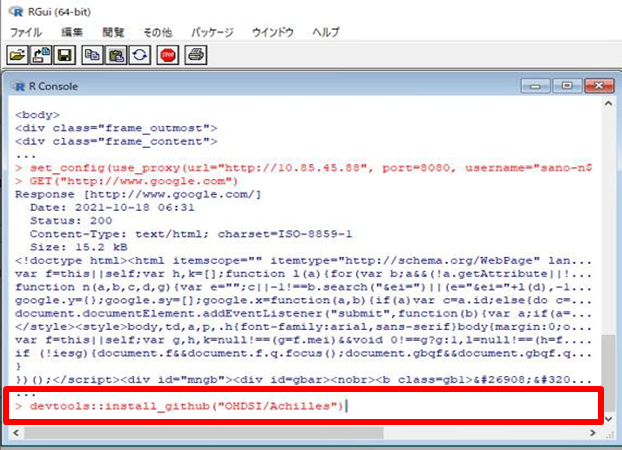 RGui (64-bit)
ファイル 編集 閲覧 その他 パッケージ ウインドウ ヘルプ
STOP
R Console
<body>
<div class="frame_outmost">
<div class="frame_content">
...
> set_config(use_proxy(url="http://10.85.45.88", port=8080, username="sano-n$
> GET("http://www.google.com")
Response [http://www.google.com/]
Date: 2021-10-18 06:31
Status: 200
Content-Type: text/html; charset=ISO-8859-1
Size: 15.2 kB
<!doctype html><html itemscope="" itemtype="http://schema.org/WebPage" lan...
var f=this||self;var h,k=[];function l(a){for(var b;a&&(!a.getAttribute||!...
function n(a,b,c,d,g){var e="";c||-1!==b.search("&ei=")||(e="&ei="+l(d),-1...
google.y={};google.sy=[];google.x=function(a,b){if(a)var c=a.id;else{do c=...
document.documentElement.addEventListener("submit",function(b){var a;if(a=...
</style><style>body,td,a,p,.h{font-family:arial,sans-serif}body{margin:0;o...
var f=this||self;var g,h,k=null!==(g=f.mei)&&void 0!==g?g:1,l=null!==(h=f....
if (!iesg){document.f&&document.f.q.focus();document.gbqf&&document.gbqf.q...
}
})();</script><div id="mngb"><div id=gbar><nobr><b class=gb1>&#26908;&#320...
...
> devtools::install_github("OHDSI/Achilles")